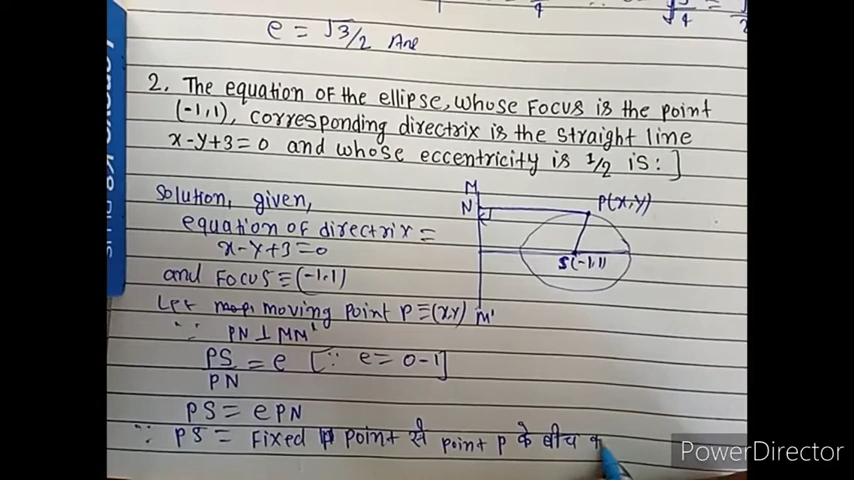 e = √3/2 Ans
2. The equation of the ellipse, whose Focus is the point
(-1,1), corresponding directrix is the straight line
x-y+3=0 and whose eccentricity is 1/2 is:]
Solution, given,
equation of directrix =
x-y+3=0
and Focus ≡ (-1,1)
Let moving point P ≡ (x,y)
∵ PN ⊥ MM'
PS/PN = e [∵ e = 0-1]
PS = e PN
∵ PS = Fixed point से point P के बीच
M
N
P(x,y)
S(-1,1)
M'
PowerDirector